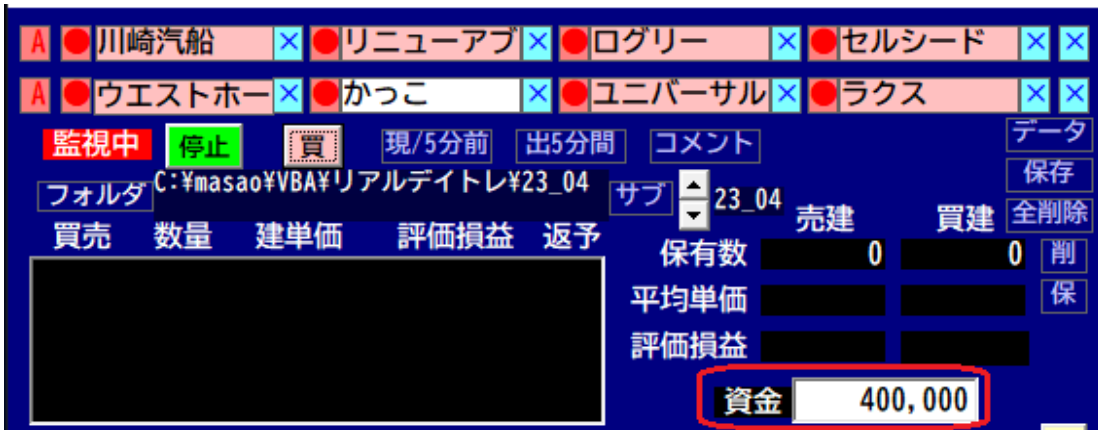 A 川崎汽船 × リニューアブ × ログリー × セルシード × ×
A ウエストホー × かっこ × ユニバーサル × ラクス × ×
監視中 停止 買 現/5分前 出5分間 コメント データ
フォルダ C:¥masao¥VBA¥リアルデイトレ¥23_04 サブ 23_04 保存
買売 数量 建単価 評価損益 返予 売建 買建 全削除
保有数 0 0 削
平均単価 保
評価損益
資金 400,000